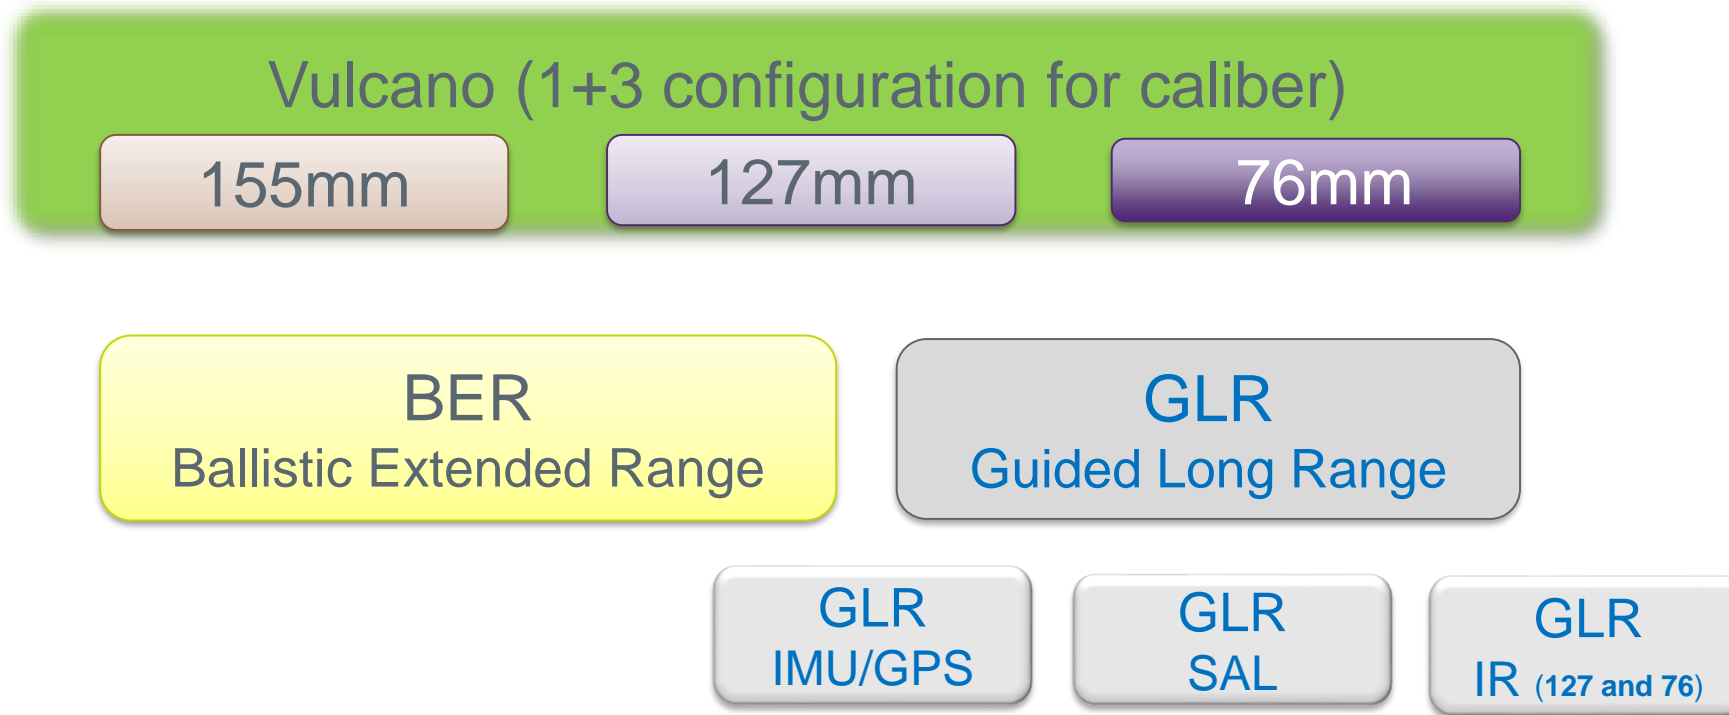 Vulcano (1+3 configuration for caliber)
155mm
127mm
76mm
BER
Ballistic Extended Range
GLR
Guided Long Range
GLR
IMU/GPS
GLR
SAL
GLR
IR (127 and 76)